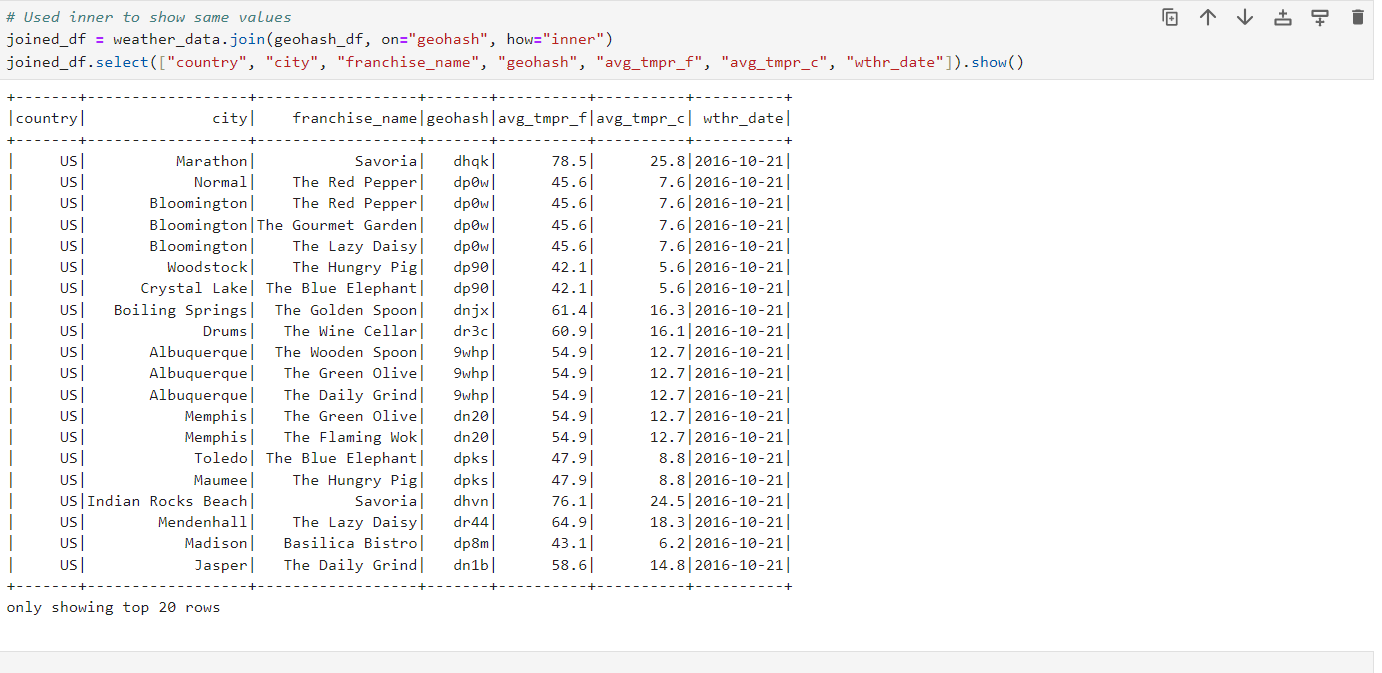 # Used inner to show same values
joined_df = weather_data.join(geohash_df, on="geohash", how="inner")
joined_df.select(["country", "city", "franchise_name", "geohash", "avg_tmpr_f", "avg_tmpr_c", "wthr_date"]).show()
+-------+------------------+------------------+-------+----------+----------+----------+
|country|              city|    franchise_name|geohash|avg_tmpr_f|avg_tmpr_c| wthr_date|
+-------+------------------+------------------+-------+----------+----------+----------+
|     US|          Marathon|           Savoria|   dhqk|      78.5|      25.8|2016-10-21|
|     US|            Normal|    The Red Pepper|   dp0w|      45.6|       7.6|2016-10-21|
|     US|       Bloomington|    The Red Pepper|   dp0w|      45.6|       7.6|2016-10-21|
|     US|       Bloomington|The Gourmet Garden|   dp0w|      45.6|       7.6|2016-10-21|
|     US|       Bloomington|    The Lazy Daisy|   dp0w|      45.6|       7.6|2016-10-21|
|     US|         Woodstock|    The Hungry Pig|   dp90|      42.1|       5.6|2016-10-21|
|     US|      Crystal Lake| The Blue Elephant|   dp90|      42.1|       5.6|2016-10-21|
|     US|   Boiling Springs|  The Golden Spoon|   dnjx|      61.4|      16.3|2016-10-21|
|     US|             Drums|   The Wine Cellar|   dr3c|      60.9|      16.1|2016-10-21|
|     US|       Albuquerque|  The Wooden Spoon|   9whp|      54.9|      12.7|2016-10-21|
|     US|       Albuquerque|   The Green Olive|   9whp|      54.9|      12.7|2016-10-21|
|     US|       Albuquerque|   The Daily Grind|   9whp|      54.9|      12.7|2016-10-21|
|     US|           Memphis|   The Green Olive|   dn20|      54.9|      12.7|2016-10-21|
|     US|           Memphis|   The Flaming Wok|   dn20|      54.9|      12.7|2016-10-21|
|     US|            Toledo| The Blue Elephant|   dpks|      47.9|       8.8|2016-10-21|
|     US|            Maumee|    The Hungry Pig|   dpks|      47.9|       8.8|2016-10-21|
|     US|Indian Rocks Beach|           Savoria|   dhvn|      76.1|      24.5|2016-10-21|
|     US|        Mendenhall|    The Lazy Daisy|   dr44|      64.9|      18.3|2016-10-21|
|     US|           Madison|   Basilica Bistro|   dp8m|      43.1|       6.2|2016-10-21|
|     US|            Jasper|   The Daily Grind|   dn1b|      58.6|      14.8|2016-10-21|
+-------+------------------+------------------+-------+----------+----------+----------+
only showing top 20 rows